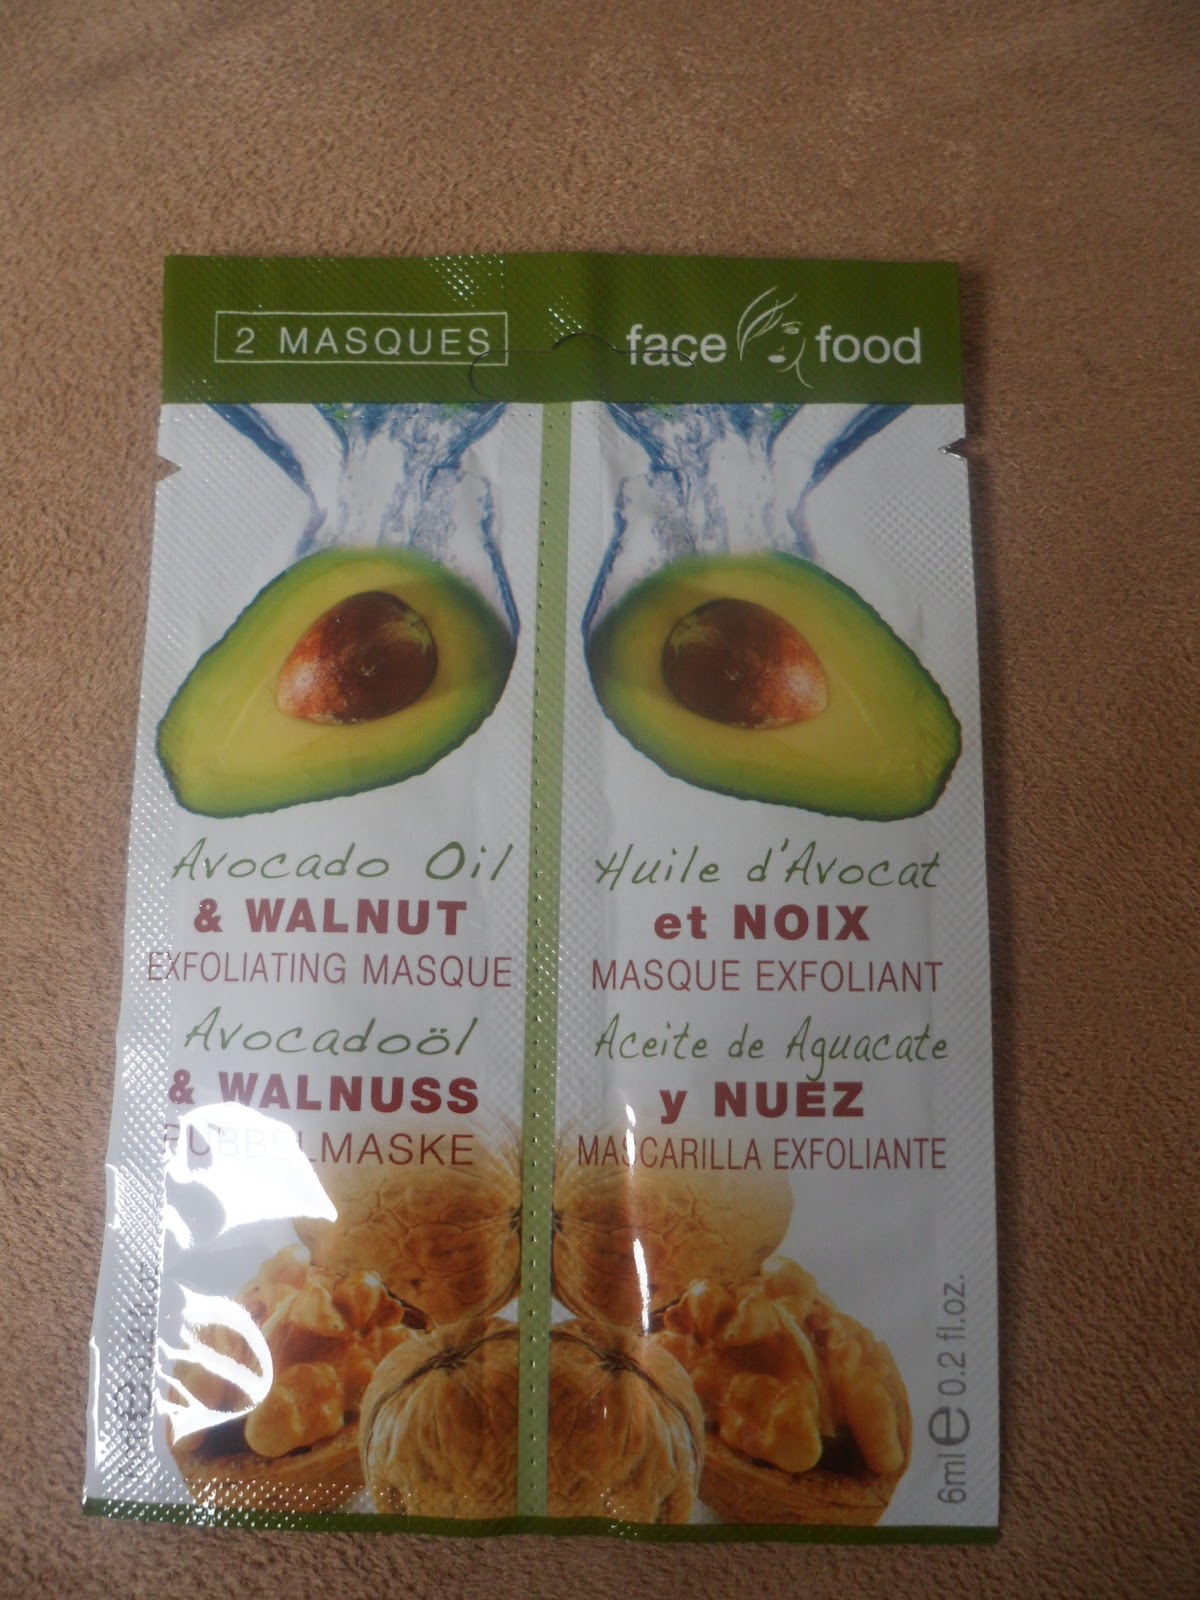 2 MASQUES
face food
Avocado Oil
& WALNUT
EXFOLIATING MASQUE
Avocadoöl
& WALNUSS
RUBBELMASKE
Huile d'Avocat
et NOIX
MASQUE EXFOLIANT
Aceite de Aguacate
y NUEZ
MASCARILLA EXFOLIANTE
6ml e 0.2 fl.oz.